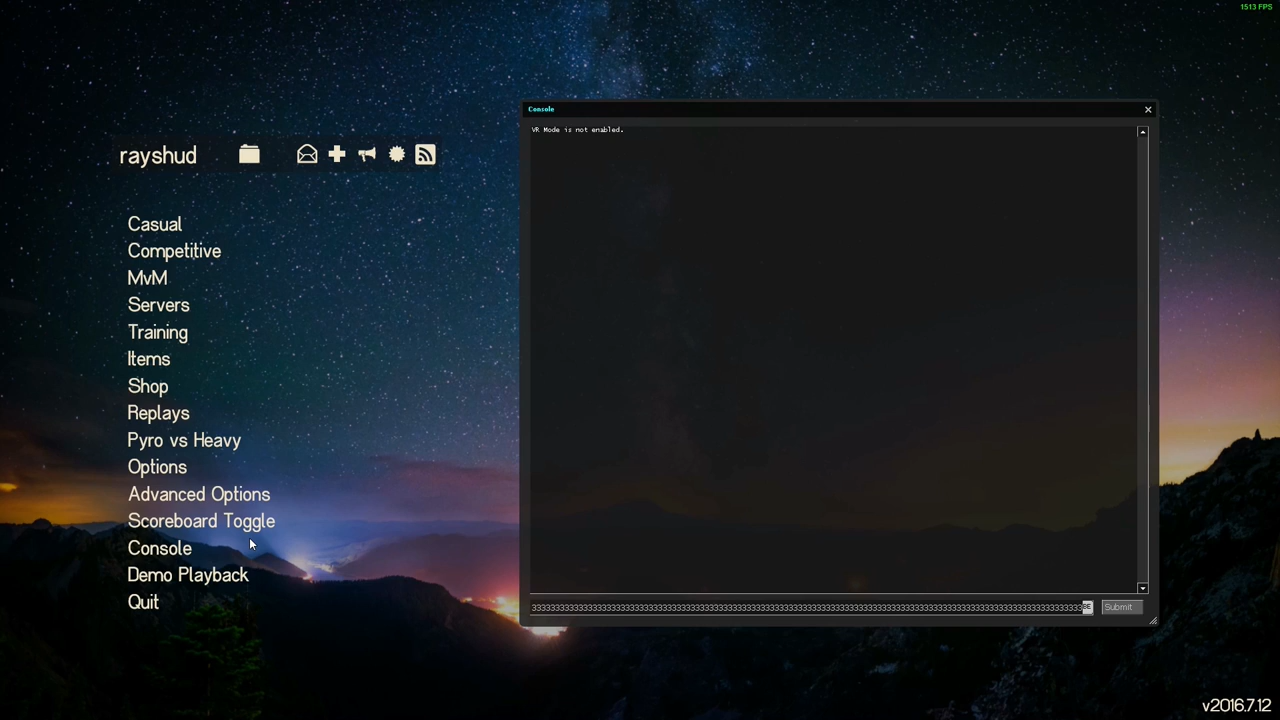 1513 FPS
Console
VR Mode is not enabled.
rayshud
Casual
Competitive
MvM
Servers
Training
Items
Shop
Replays
Pyro vs Heavy
Options
Advanced Options
Scoreboard Toggle
Console
Demo Playback
Quit
Submit
v2016.7.12